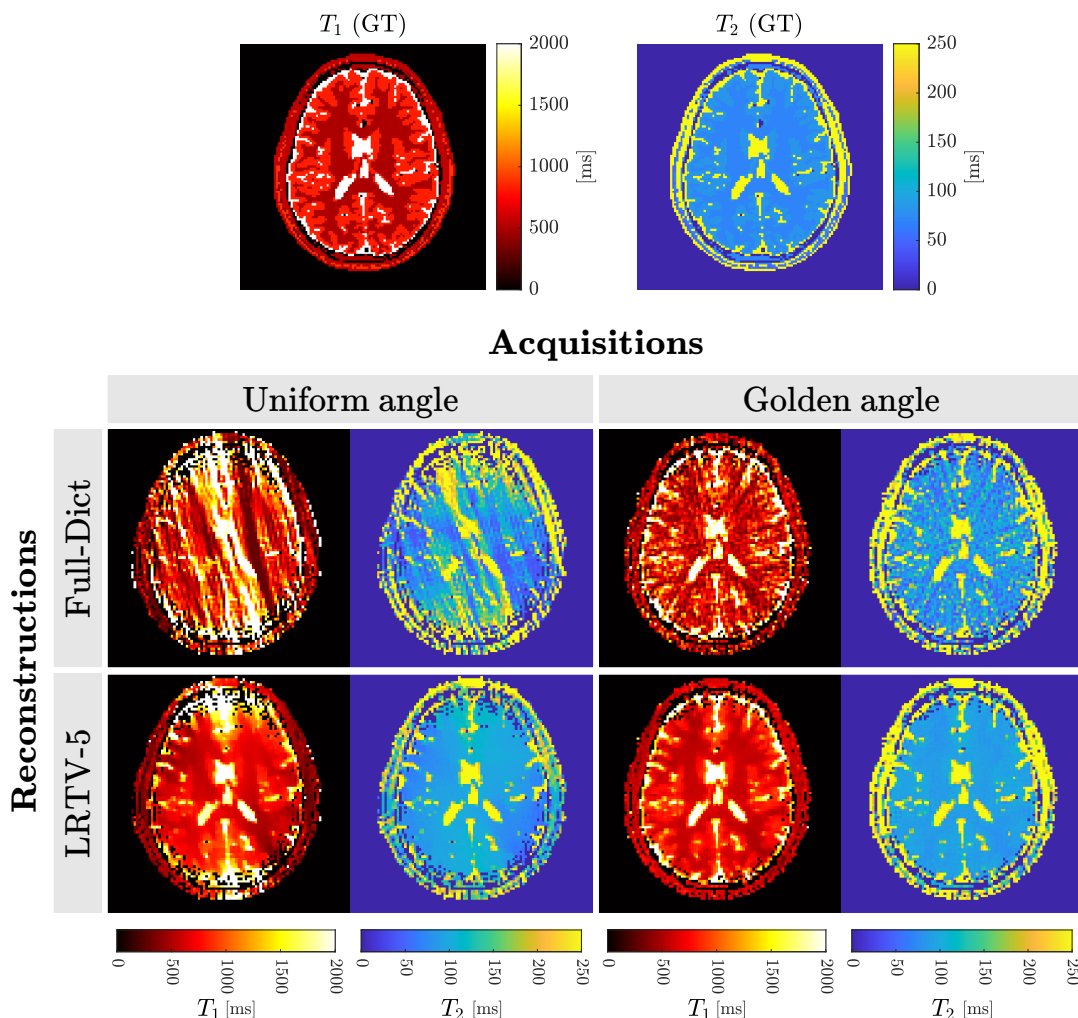 T₁ (GT)
2000
1500
1000
500
0
[ms]
T₂ (GT)
250
200
150
100
50
0
[ms]
Acquisitions
Uniform angle
Golden angle
Reconstructions
Full-Dict
LRTV-5
0 500 1000 1500 2000
T₁ [ms]
0 50 100 150 200 250
T₂ [ms]
0 500 1000 1500 2000
T₁ [ms]
0 50 100 150 200 250
T₂ [ms]